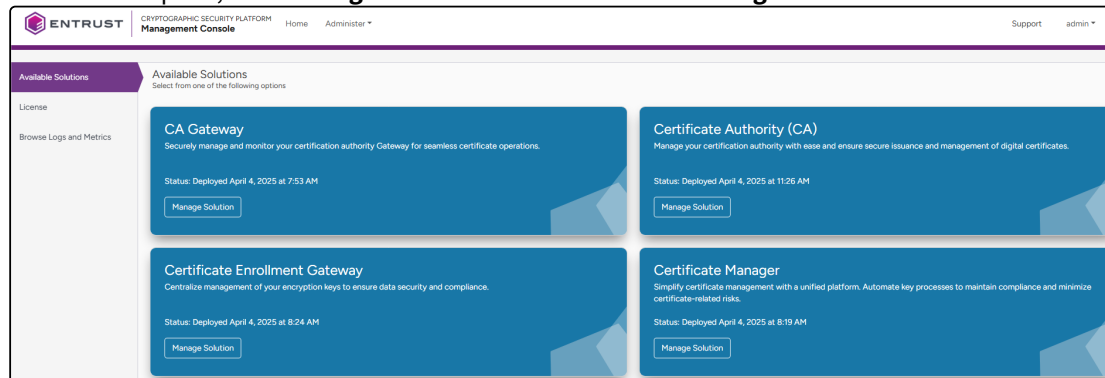 ENTRUST
CRYPTOGRAPHIC SECURITY PLATFORM
Management Console
Home
Administer
Support
admin
Available Solutions
License
Browse Logs and Metrics
Available Solutions
Select from one of the following options
CA Gateway
Securely manage and monitor your certification authority Gateway for seamless certificate operations.
Status: Deployed April 4, 2025 at 7:53 AM
Manage Solution
Certificate Authority (CA)
Manage your certification authority with ease and ensure secure issuance and management of digital certificates.
Status: Deployed April 4, 2025 at 11:26 AM
Manage Solution
Certificate Enrollment Gateway
Centralize management of your encryption keys to ensure data security and compliance.
Status: Deployed April 4, 2025 at 8:24 AM
Manage Solution
Certificate Manager
Simplify certificate management with a unified platform. Automate key processes to maintain compliance and minimize
certificate-related risks.
Status: Deployed April 4, 2025 at 8:19 AM
Manage Solution